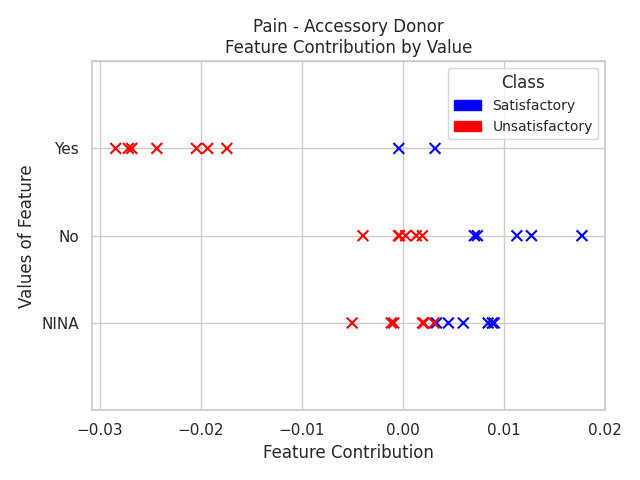 Pain - Accessory Donor
Feature Contribution by Value
Class
Satisfactory
Unsatisfactory
Values of Feature
Yes
No
NINA
−0.03 −0.02 −0.01 0.00 0.01 0.02
Feature Contribution